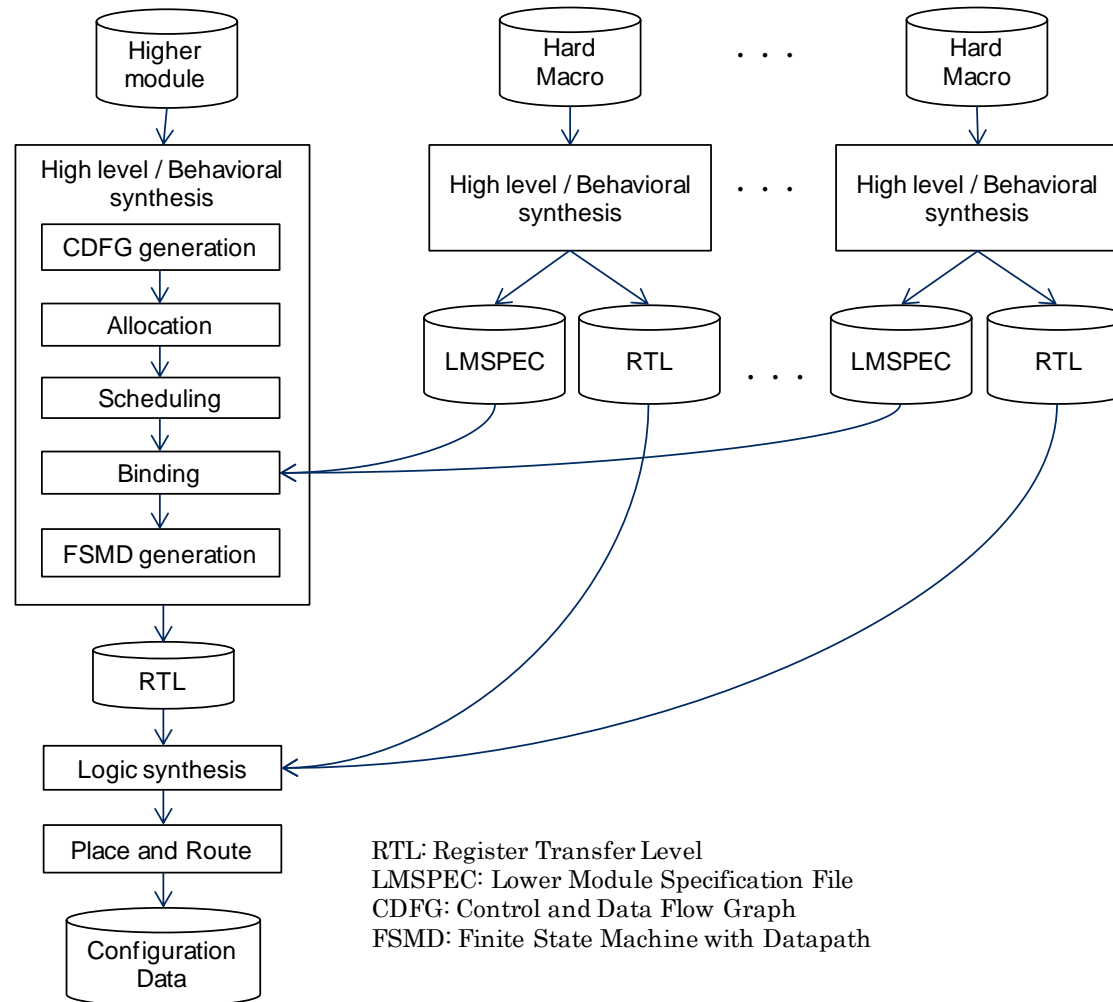 Higher
module
Hard
Macro
. . .
Hard
Macro
High level / Behavioral
synthesis
CDFG generation
Allocation
Scheduling
Binding
FSMD generation
High level / Behavioral
synthesis
. . .
High level / Behavioral
synthesis
LMSPEC
RTL
. . .
LMSPEC
RTL
RTL
Logic synthesis
Place and Route
Configuration
Data
RTL: Register Transfer Level
LMSPEC: Lower Module Specification File
CDFG: Control and Data Flow Graph
FSMD: Finite State Machine with Datapath